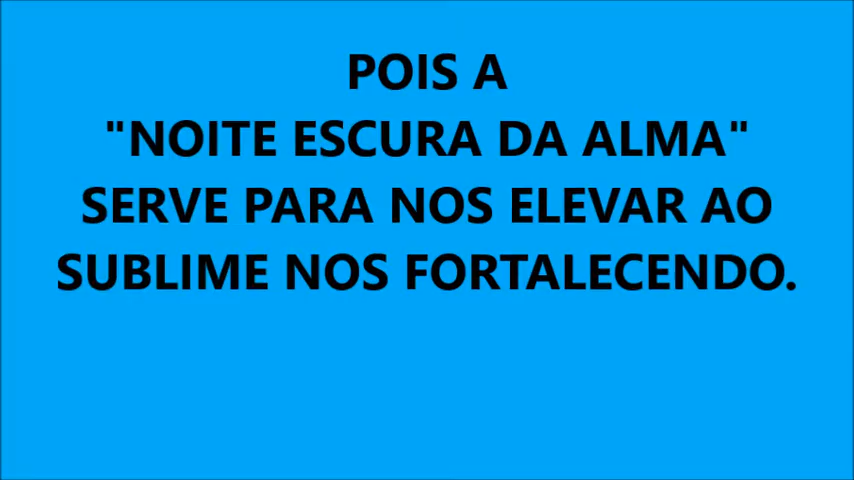 POIS A
"NOITE ESCURA DA ALMA"
SERVE PARA NOS ELEVAR AO
SUBLIME NOS FORTALECENDO.